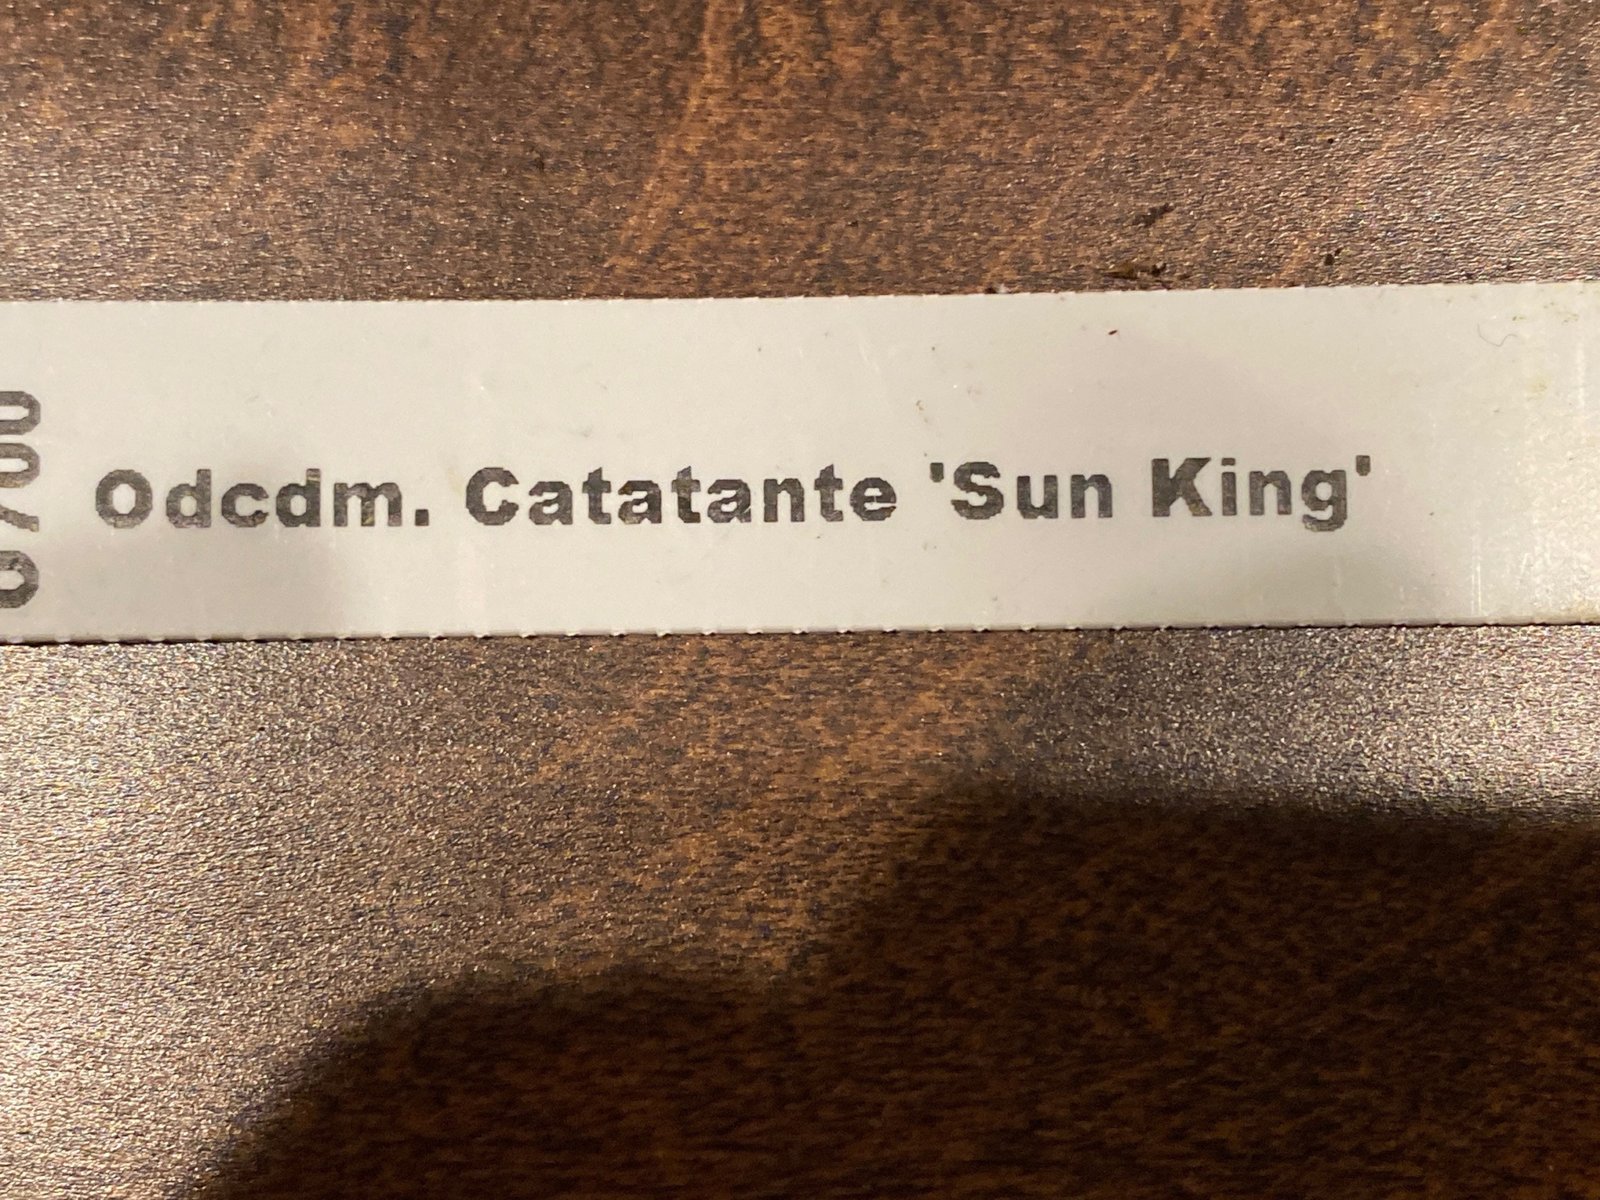 Odcdm. Catatante 'Sun King'